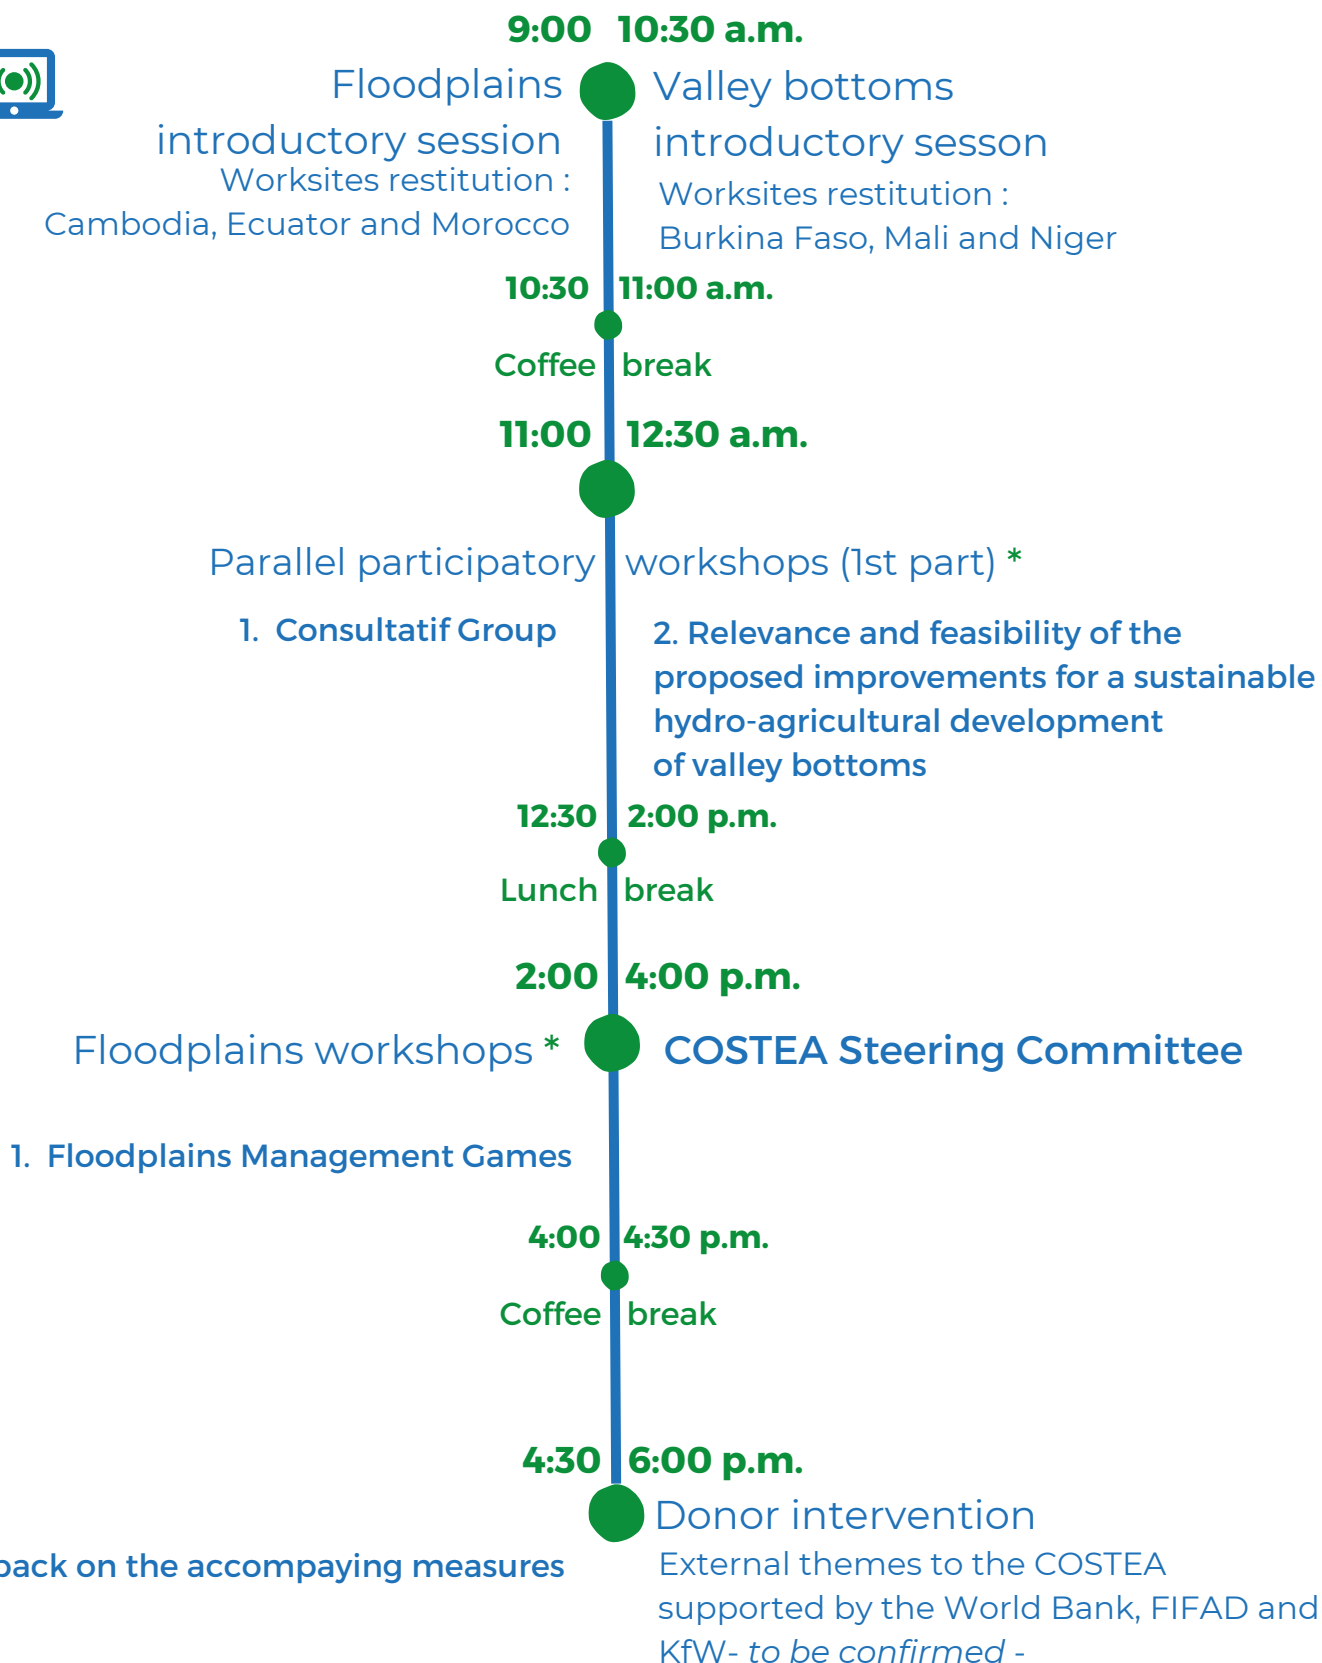 9:00 10:30 a.m.
Floodplains
introductory session
Worksites restitution :
Cambodia, Ecuador and Morocco
Valley bottoms
introductory sesson
Worksites restitution :
Burkina Faso, Mali and Niger
10:30 11:00 a.m.
Coffee break
11:00 12:30 a.m.
Parallel participatory workshops (1st part) *
1. Consultatif Group
2. Relevance and feasibility of the
proposed improvements for a sustainable
hydro-agricultural development
of valley bottoms
12:30 2:00 p.m.
Lunch break
2:00 4:00 p.m.
Floodplains workshops *
COSTEA Steering Committee
1. Floodplains Management Games
4:00 4:30 p.m.
Coffee break
4:30 6:00 p.m.
Donor intervention
back on the accompaying measures
External themes to the COSTEA
supported by the World Bank, FIFAD and
KfW- to be confirmed -